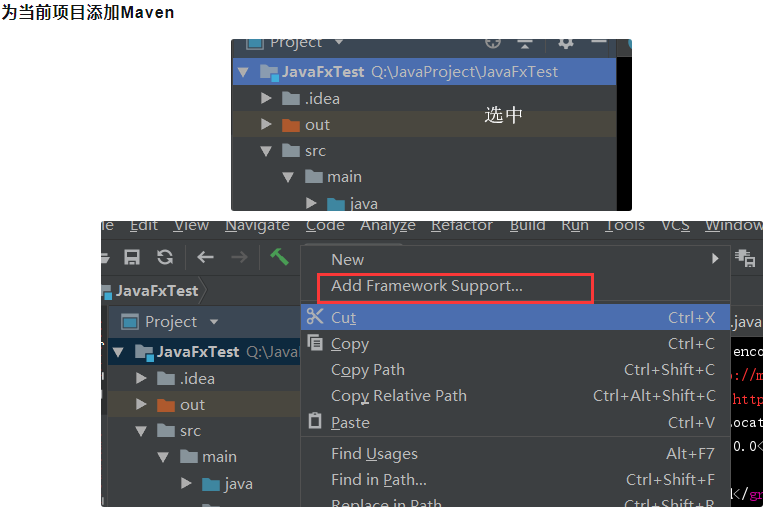 为当前项目添加Maven
Project
JavaFxTest Q:\JavaProject\JavaFxTest
.idea
选中
out
src
main
java
le Edit View Navigate Code Analyze Refactor Build Run Tools VCS Window
JavaFxTest
New
Add Framework Support...
Project
Cut Ctrl+X
.java
JavaFxTest Q:\Java
Copy Ctrl+C
enco
.idea
Copy Path Ctrl+Shift+C
://m
out
Copy Relative Path Ctrl+Alt+Shift+C
http
src
Paste Ctrl+V
Locat
0.0<
main
Find Usages Alt+F7
java
Find in Path... Ctrl+Shift+F
</gr
Replace in Path... Ctrl+Shift+R